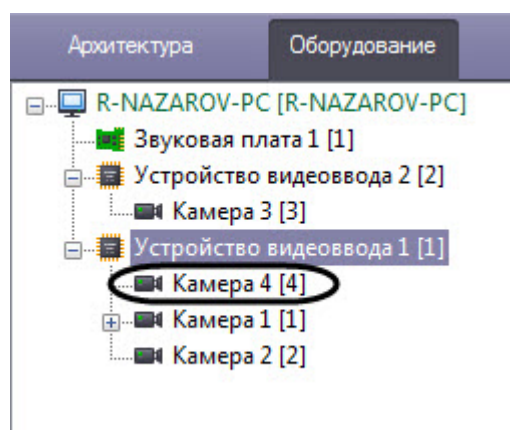 Архитектура Оборудование
R-NAZAROV-PC [R-NAZAROV-PC]
Звуковая плата 1 [1]
Устройство видеоввода 2 [2]
Камера 3 [3]
Устройство видеоввода 1 [1]
Камера 4 [4]
Камера 1 [1]
Камера 2 [2]